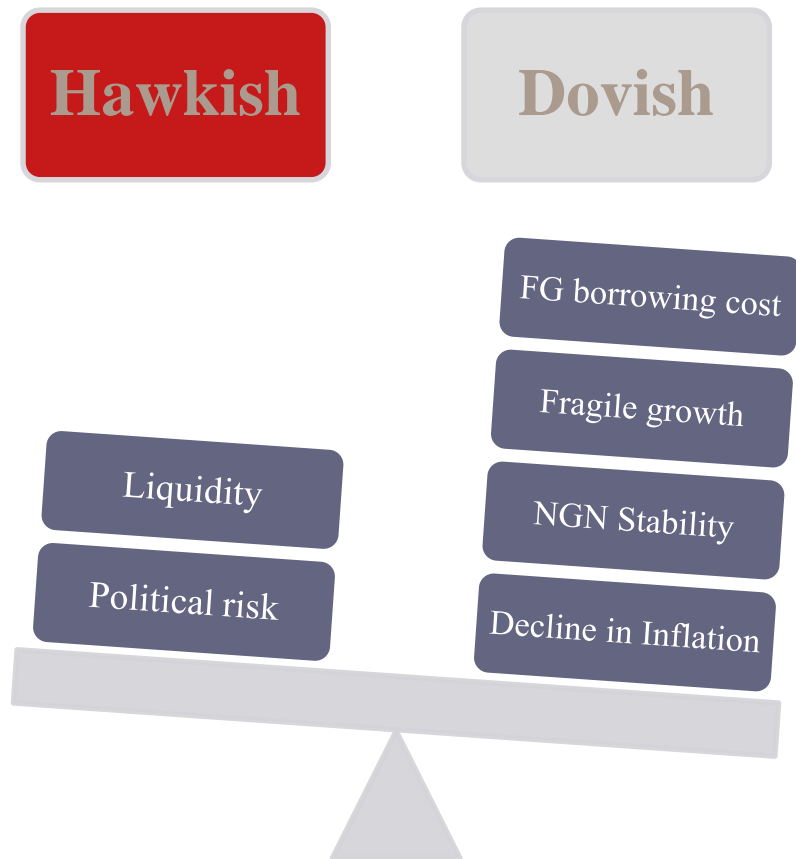 Hawkish
Dovish
FG borrowing cost
Fragile growth
Liquidity
NGN Stability
Political risk
Decline in Inflation